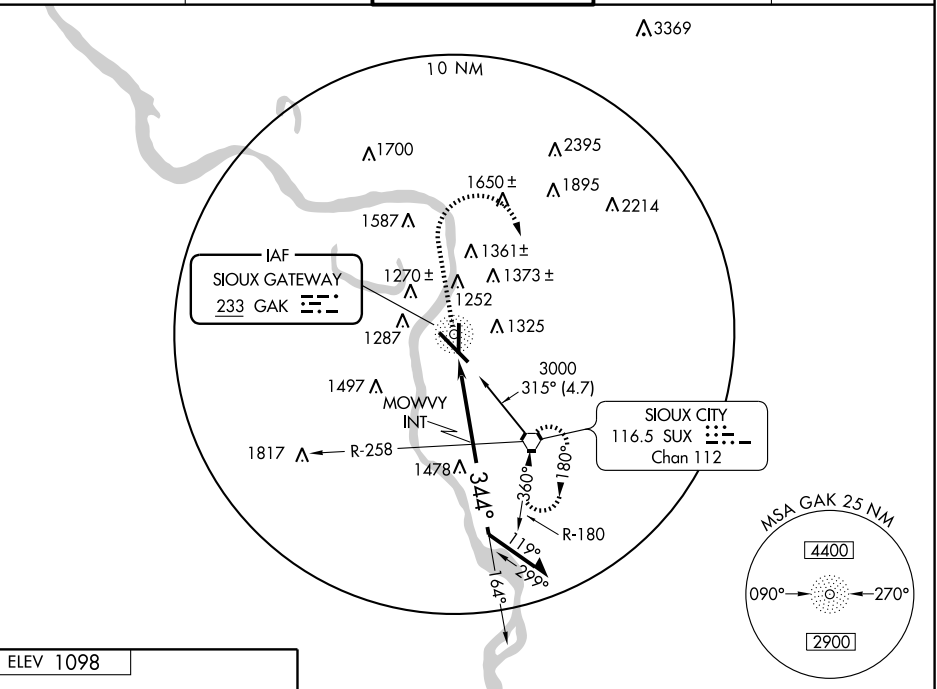 3369
10 NM
1700
2395
1650 ±
1895
2214
1587
IAF
SIOUX GATEWAY
233 GAK
1361±
1270 ±
1373 ±
1252
1287
1325
3000
315° (4.7)
1497
MOWVY
INT
SIOUX CITY
116.5 SUX
Chan 112
1817
R-258
1478
344°
360°
180°
R-180
119°
299°
164°
MSA GAK 25 NM
4400
090°
270°
2900
ELEV 1098